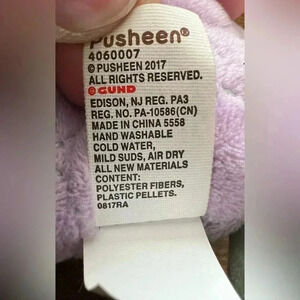 Pusheen®
4060007
© PUSHEEN 2017
ALL RIGHTS RESERVED.
GUND
EDISON, NJ REG. PA3
REG. NO. PA-10586(CN)
MADE IN CHINA 5558
HAND WASHABLE
COLD WATER,
MILD SUDS, AIR DRY
ALL NEW MATERIALS
CONTENT:
POLYESTER FIBERS,
PLASTIC PELLETS.
0817RA